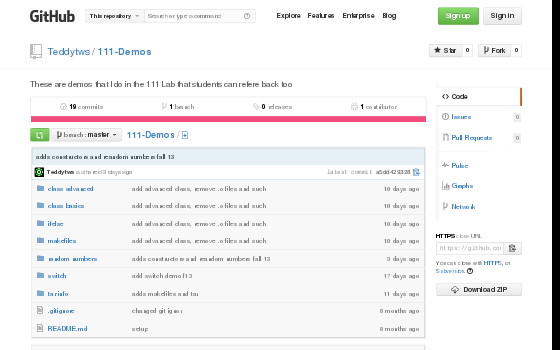 GitHub
This repository
Search or type a command
Explore Features Enterprise Blog
Sign up
Sign in
Teddytws / 111-Demos
Star 0
Fork 0
These are demos that I do in the 111 Lab that students can refere back too
19 commits
1 branch
0 releases
1 contributor
branch: master
111-Demos /
adds constructors and resandom numbers fall 13
Teddytws authored 3 days ago
latest commit a5dd429328
class advanced add advanced class, remove .o files and such 10 days ago
class basics add advanced class, remove .o files and such 10 days ago
ifelse add advanced class, remove .o files and such 10 days ago
makefiles add advanced class, remove .o files and such 10 days ago
random numbers adds constructors and resandom numbers fall 13 3 days ago
switch add switch demo f13 17 days ago
tar info adds makefiles and tar 11 days ago
.gitignore changed gitignore 8 months ago
README.md setup 8 months ago
Code
Issues 0
Pull Requests 0
Pulse
Graphs
Network
HTTPS clone URL
https://github.com
You can clone with HTTPS, or
Subversion.
Download ZIP